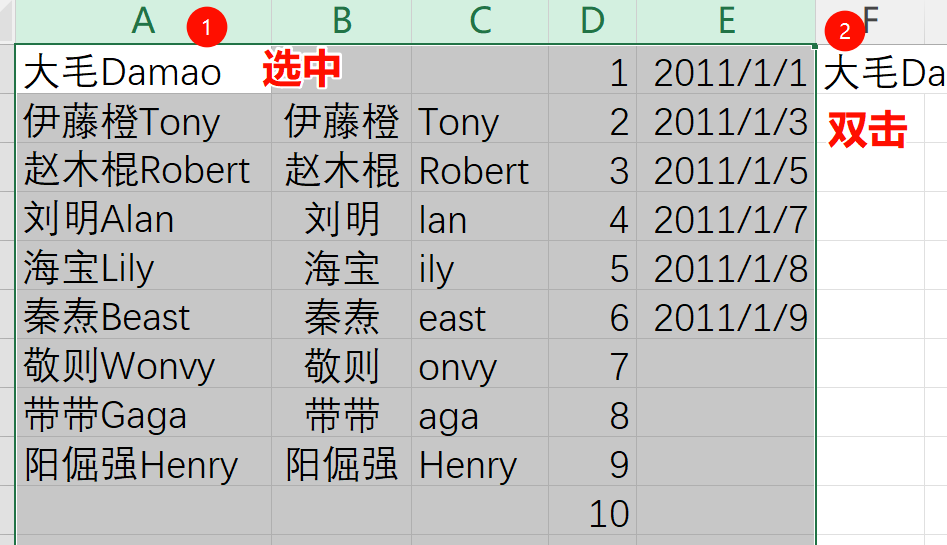 A 1 B C D E 2 F
大毛Damao 选中 1 2011/1/1 大毛Da
伊藤橙Tony 伊藤橙 Tony 2 2011/1/3 双击
赵木棍Robert 赵木棍 Robert 3 2011/1/5
刘明Alan 刘明 lan 4 2011/1/7
海宝Lily 海宝 ily 5 2011/1/8
秦焘Beast 秦焘 east 6 2011/1/9
敬则Wonvy 敬则 onvy 7
带带Gaga 带带 aga 8
阳倔强Henry 阳倔强 Henry 9
10